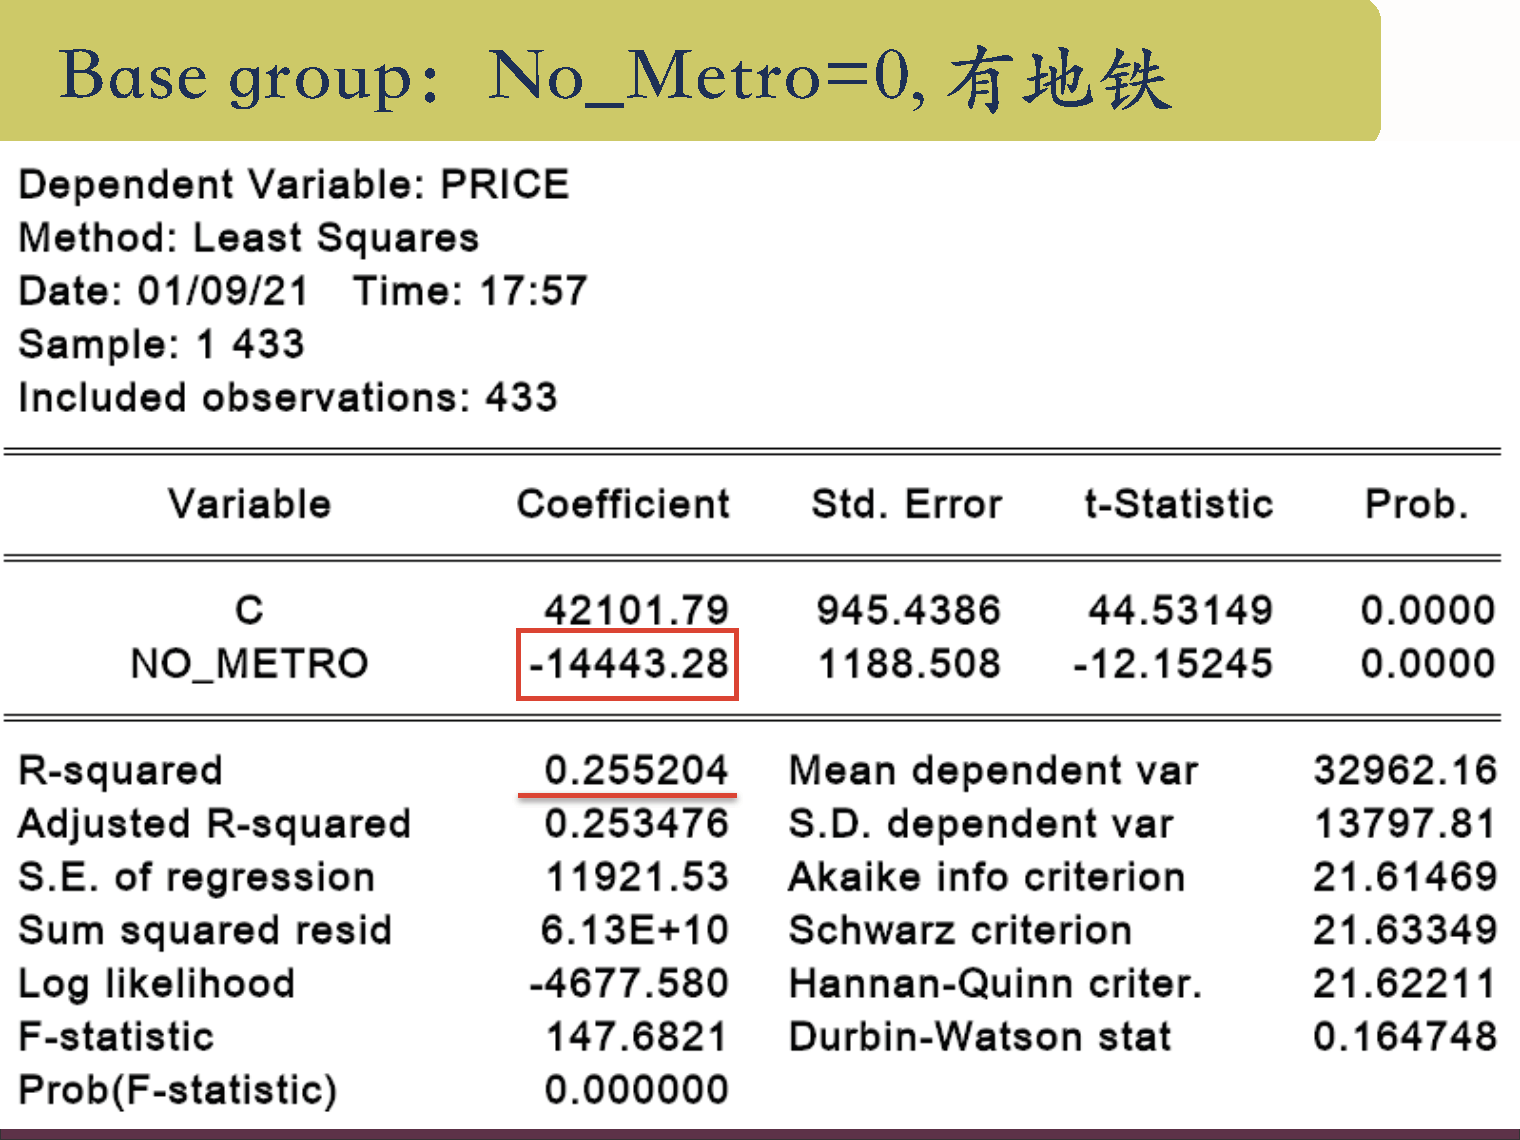 Base group：No_Metro=0, 有地铁
Dependent Variable: PRICE
Method: Least Squares
Date: 01/09/21 Time: 17:57
Sample: 1 433
Included observations: 433
Variable Coefficient Std. Error t-Statistic Prob.
C 42101.79 945.4386 44.53149 0.0000
NO_METRO -14443.28 1188.508 -12.15245 0.0000
R-squared 0.255204 Mean dependent var 32962.16
Adjusted R-squared 0.253476 S.D. dependent var 13797.81
S.E. of regression 11921.53 Akaike info criterion 21.61469
Sum squared resid 6.13E+10 Schwarz criterion 21.63349
Log likelihood -4677.580 Hannan-Quinn criter. 21.62211
F-statistic 147.6821 Durbin-Watson stat 0.164748
Prob(F-statistic) 0.000000